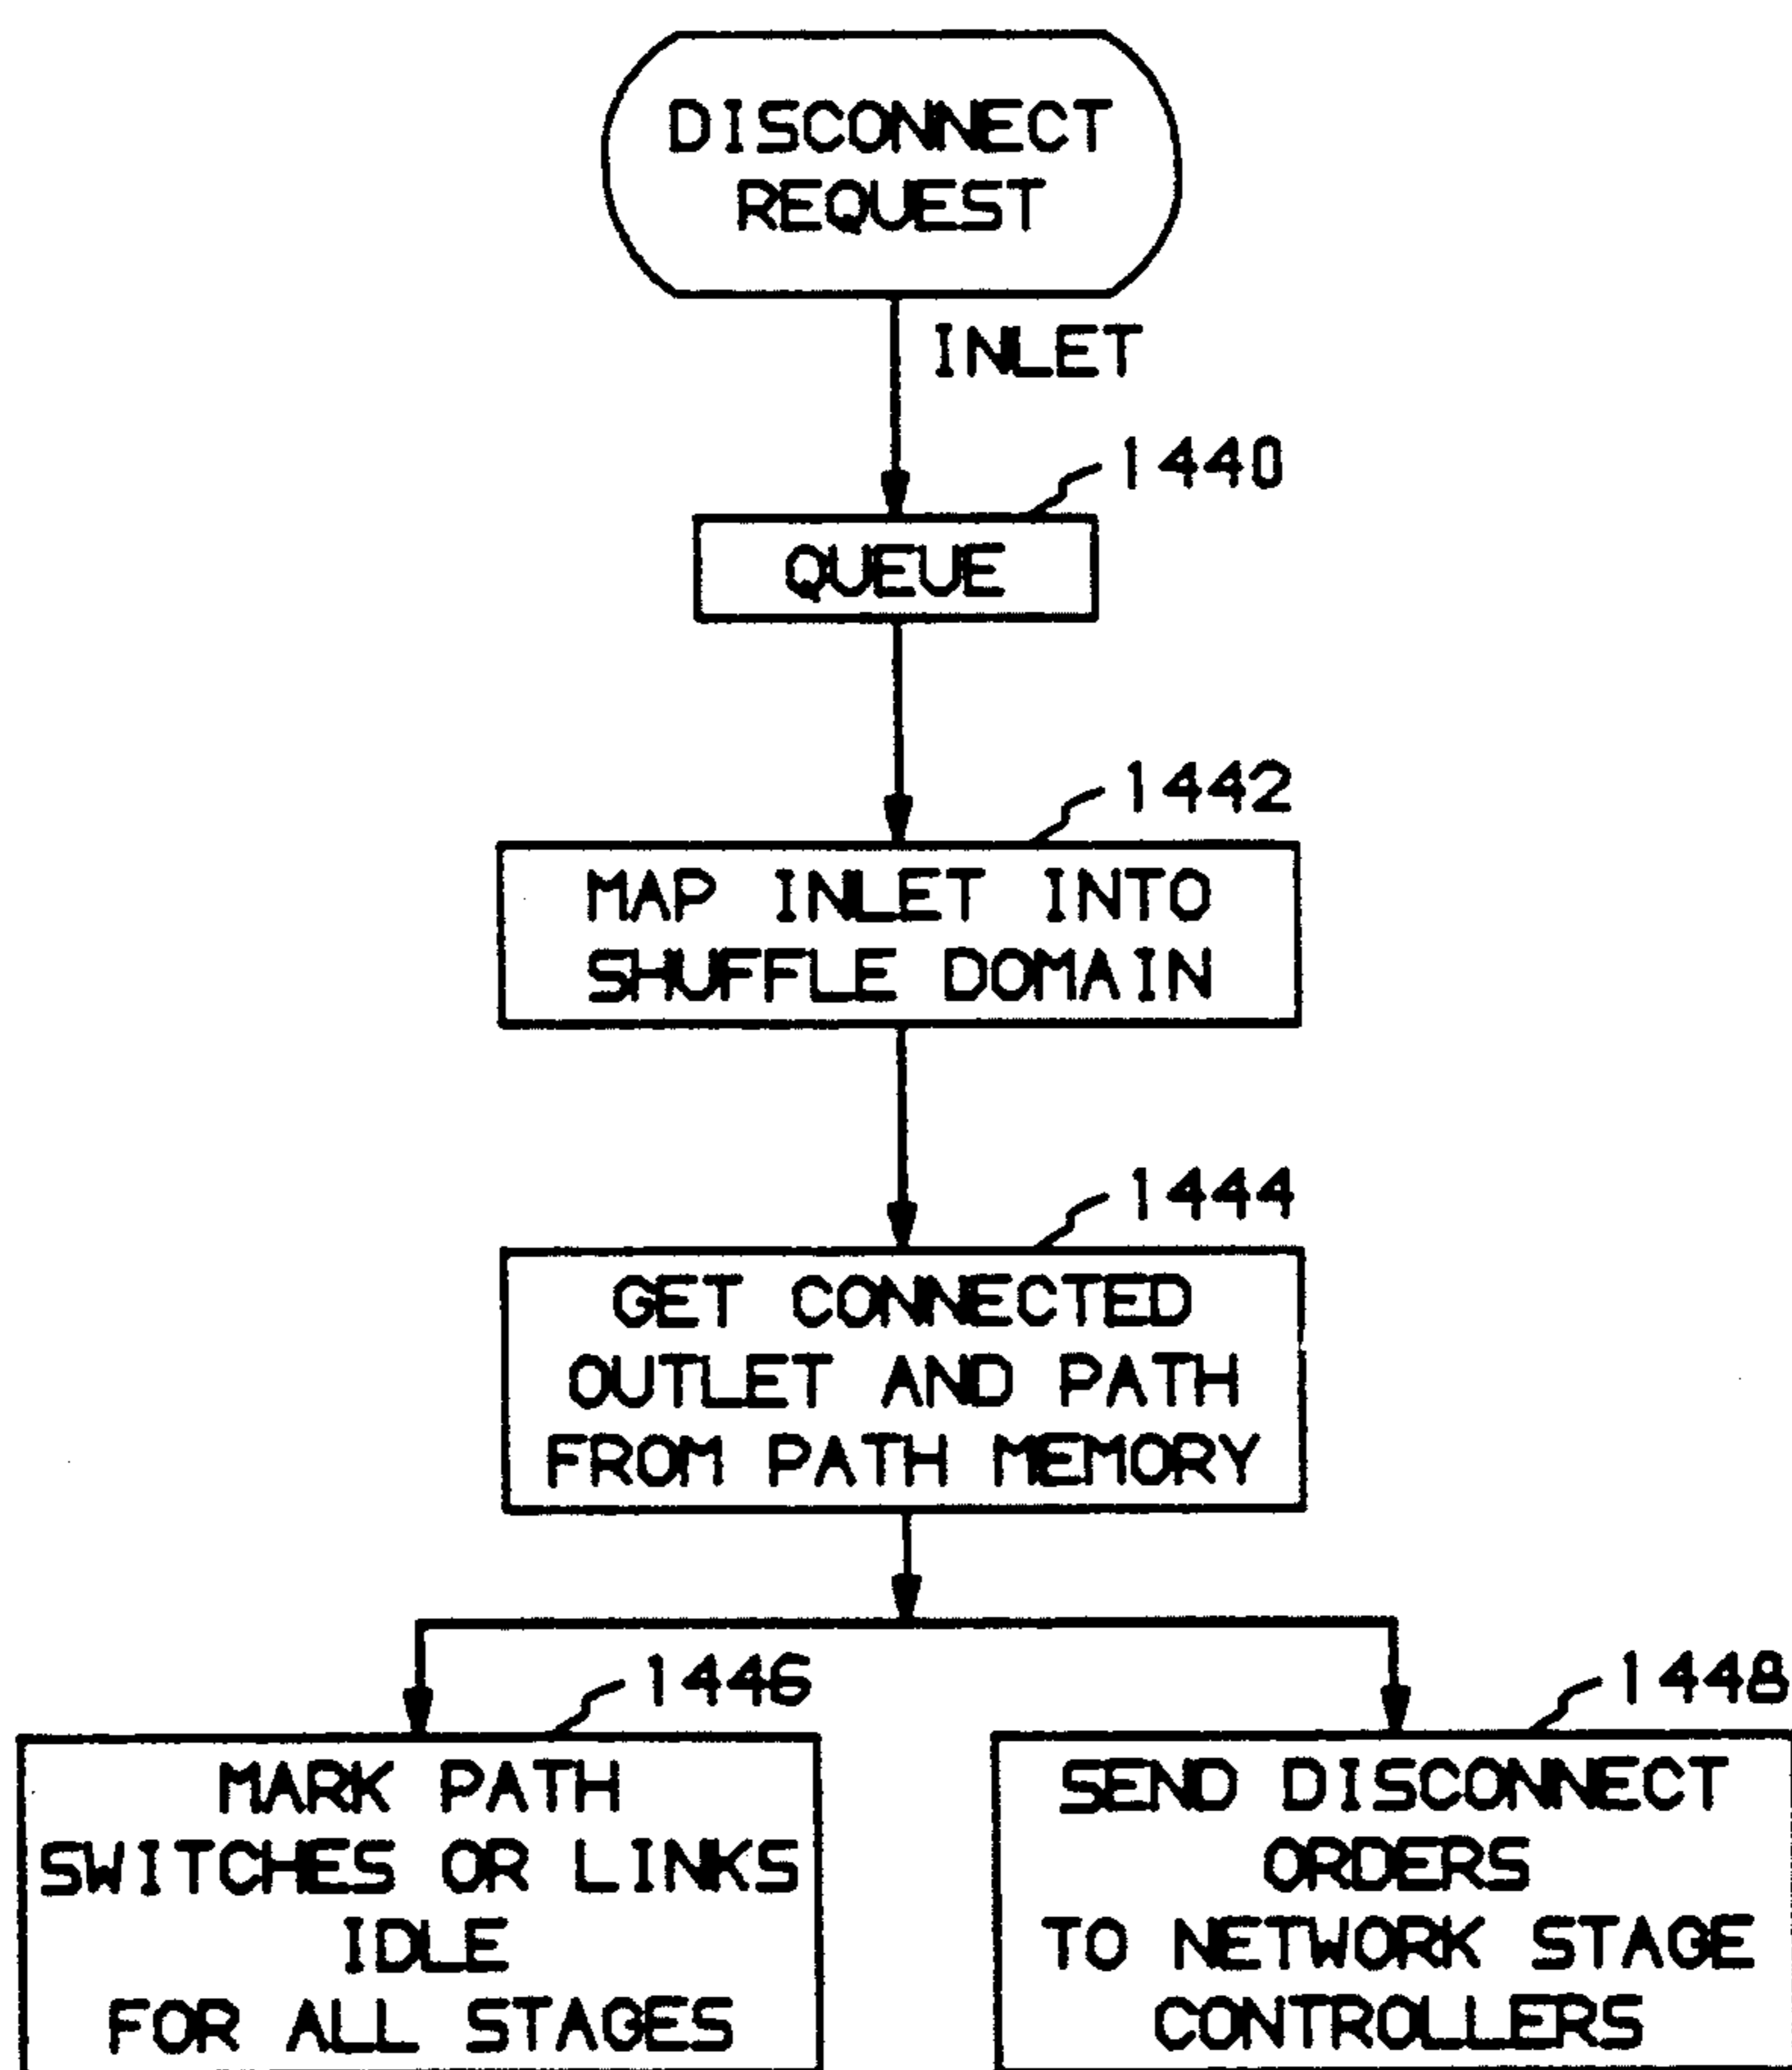 DISCONNECT
REQUEST
INLET
1440
QUEUE
1442
MAP INLET INTO
SHUFFLE DOMAIN
1444
GET CONNECTED
OUTLET AND PATH
FROM PATH MEMORY
1446
MARK PATH
SWITCHES OR LINKS
IDLE
FOR ALL STAGES
1448
SEND DISCONNECT
ORDERS
TO NETWORK STAGE
CONTROLLERS